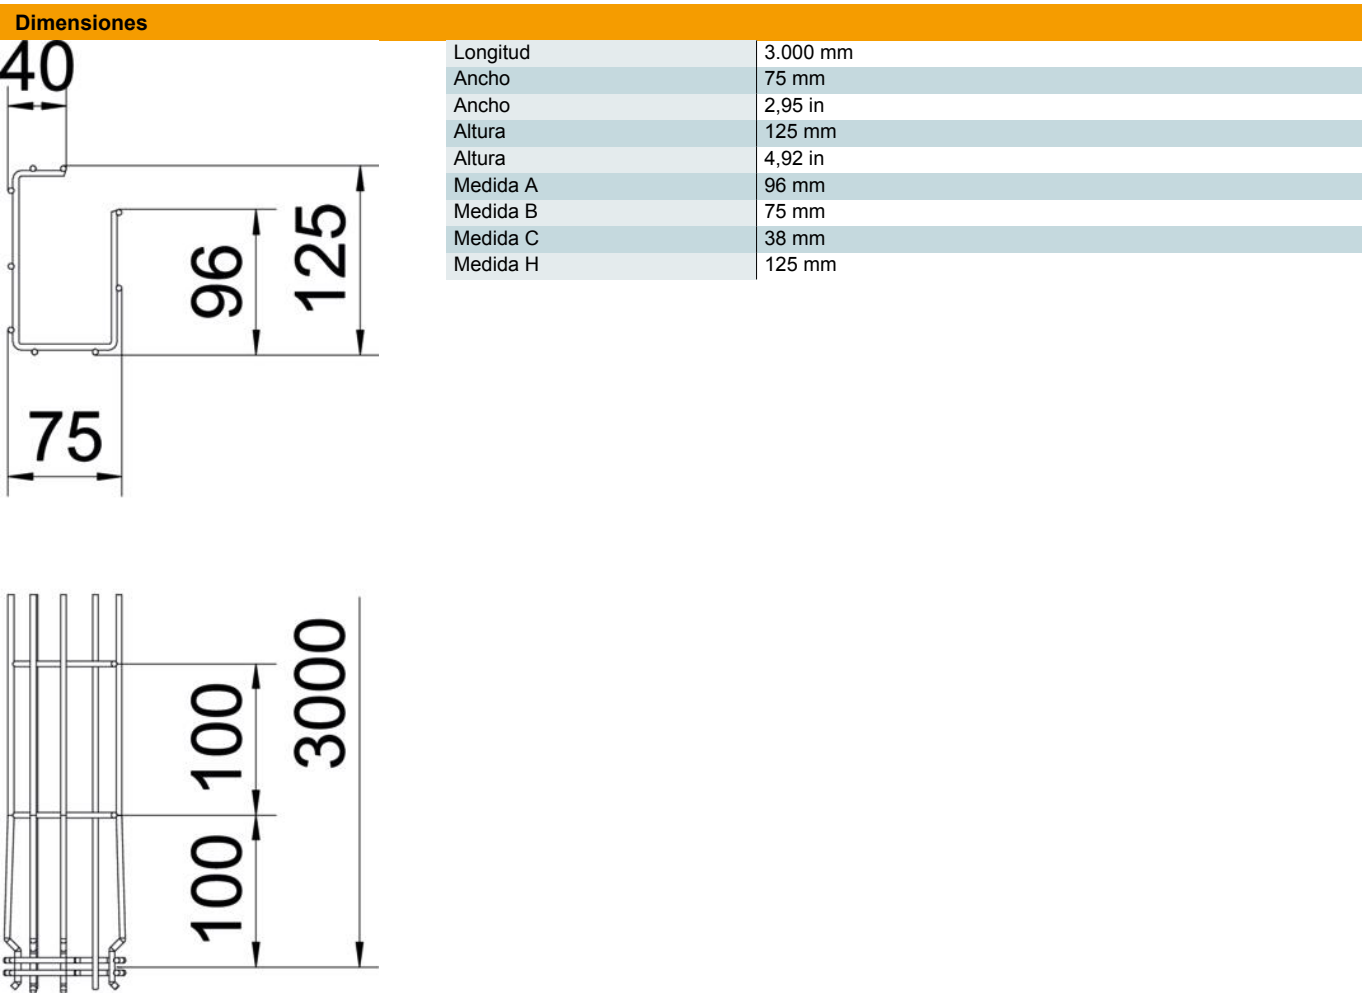 Dimensiones
40
96
125
75
100
3000
100
Longitud 3.000 mm
Ancho 75 mm
Ancho 2,95 in
Altura 125 mm
Altura 4,92 in
Medida A 96 mm
Medida B 75 mm
Medida C 38 mm
Medida H 125 mm